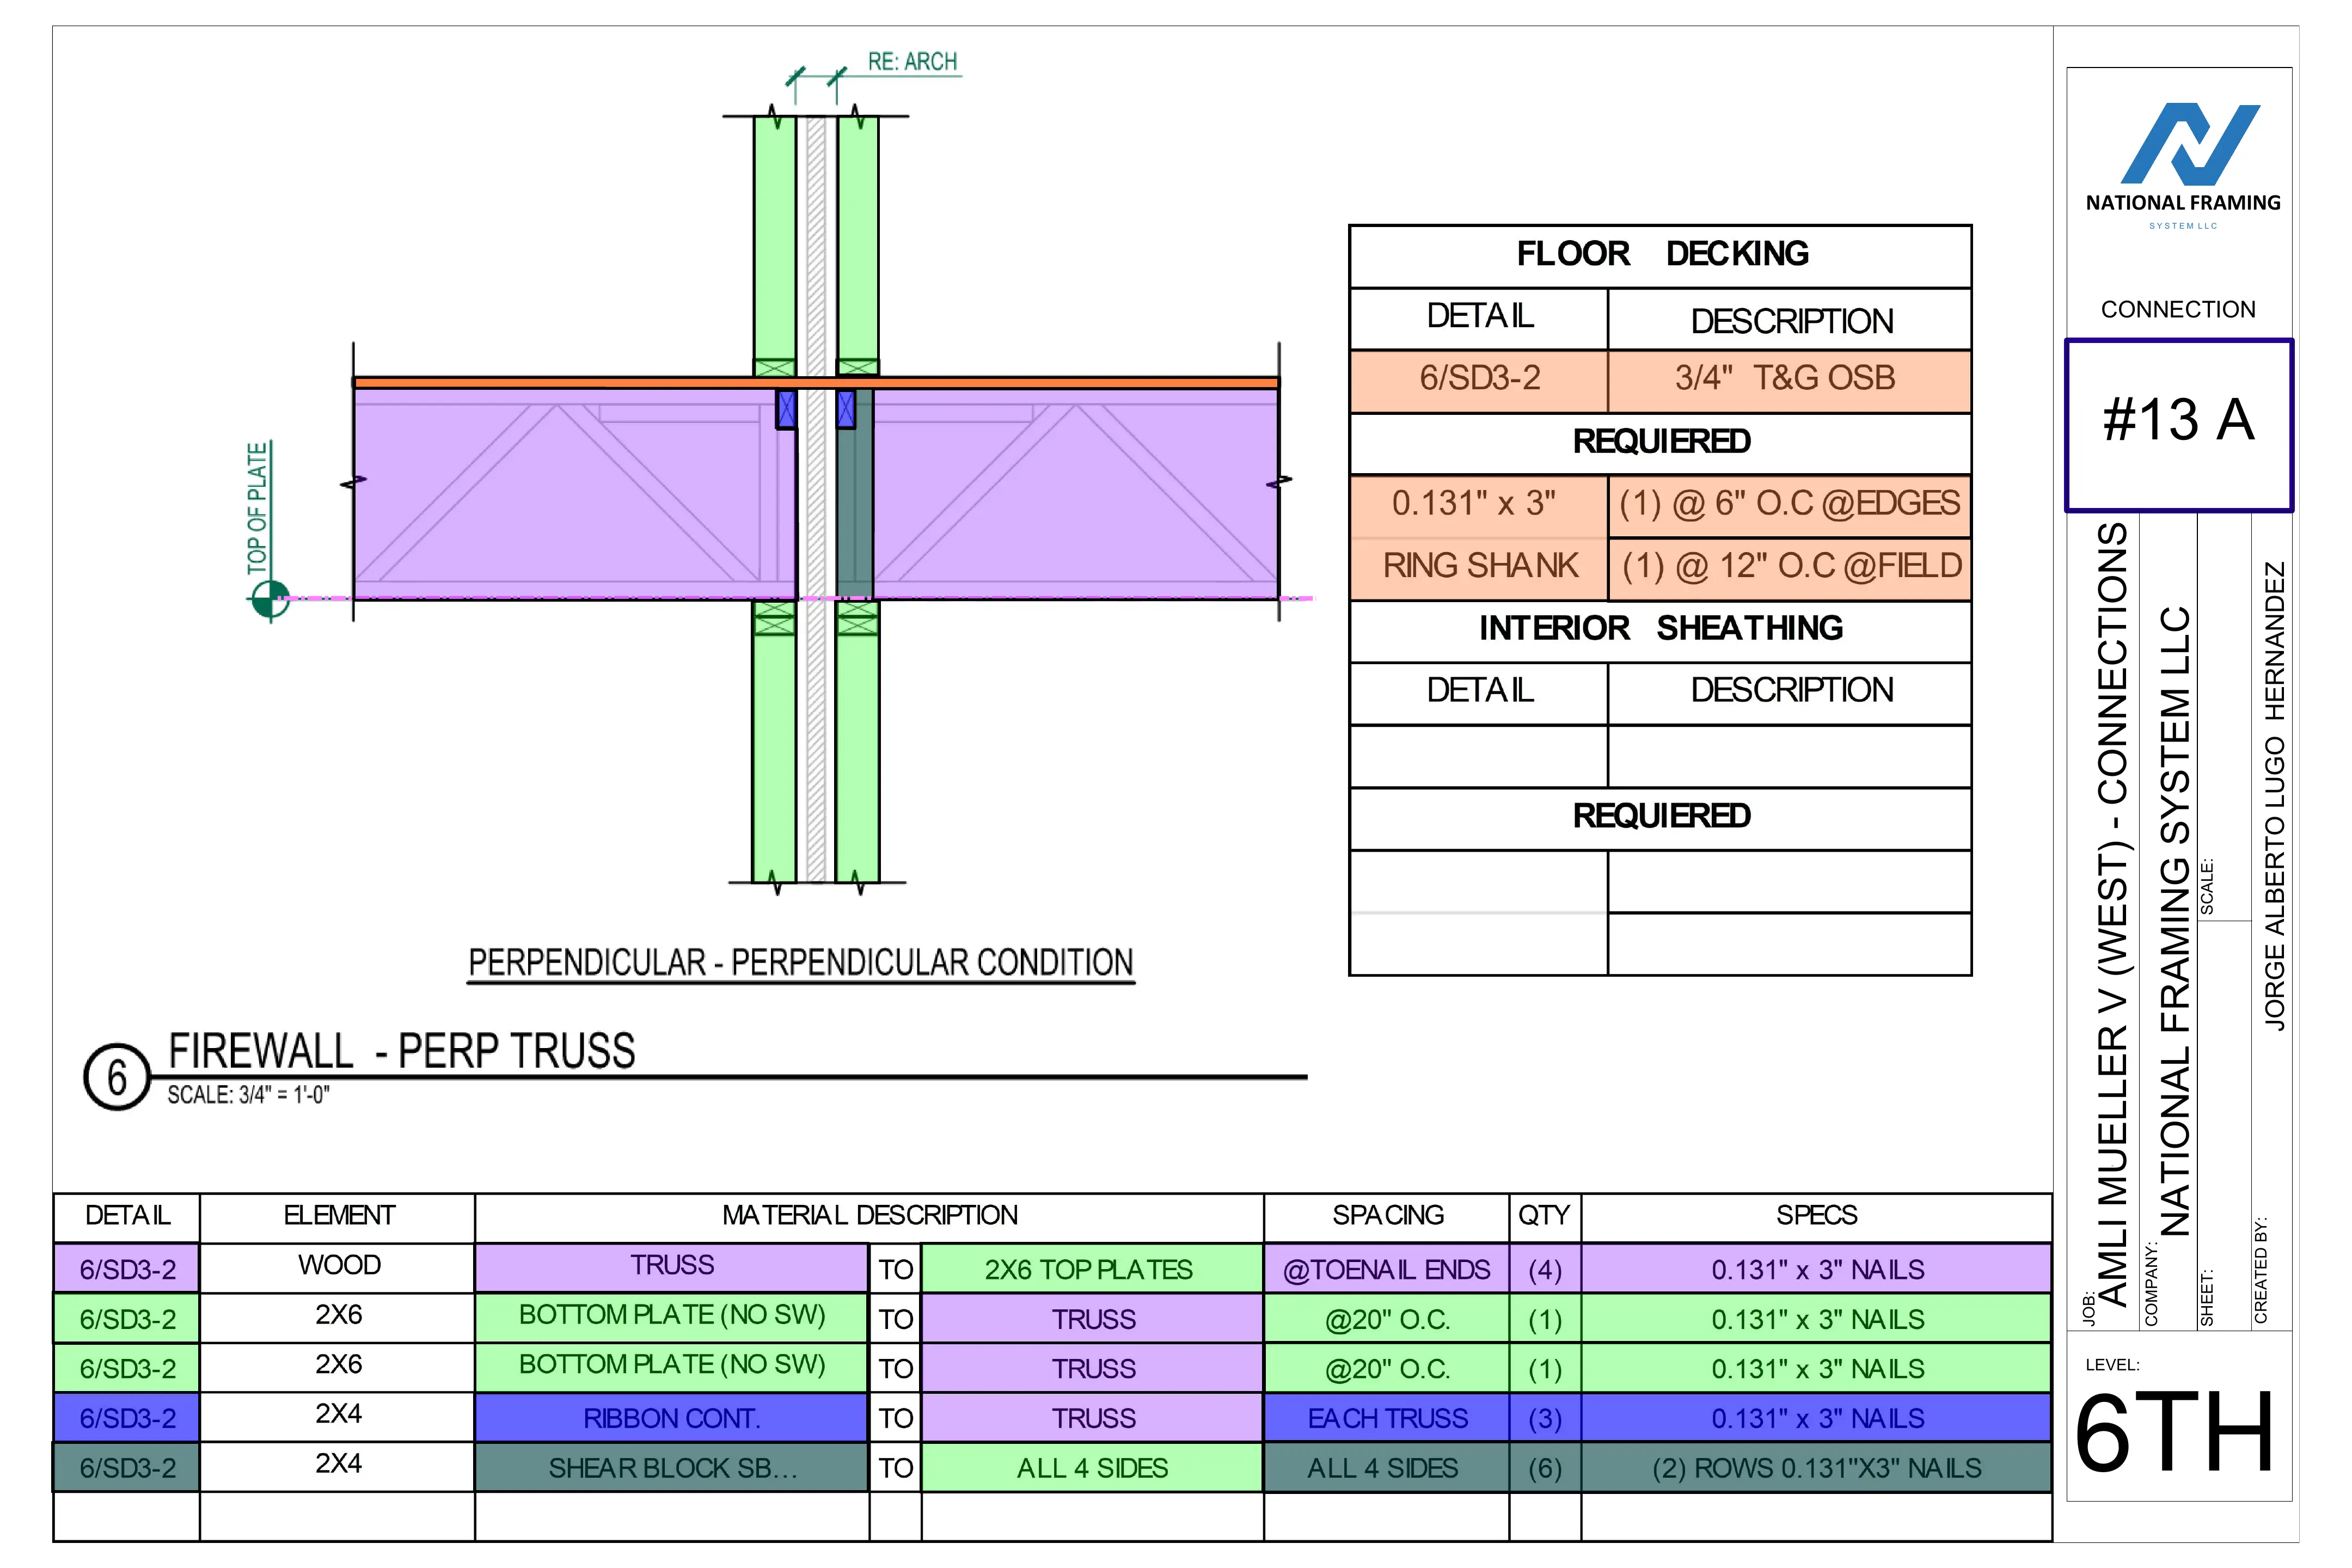 RE: ARCH
TOP OF PLATE
PERPENDICULAR - PERPENDICULAR CONDITION
6
FIREWALL - PERP TRUSS
SCALE: 3/4" = 1'-0"
FLOOR DECKING
DETAIL DESCRIPTION
6/SD3-2 3/4" T&G OSB
REQUIERED
0.131" x 3" (1) @ 6" O.C @EDGES
RING SHANK (1) @ 12" O.C @FIELD
INTERIOR SHEATHING
DETAIL DESCRIPTION
REQUIERED
DETAIL ELEMENT MATERIAL DESCRIPTION SPACING QTY SPECS
6/SD3-2 WOOD TRUSS TO 2X6 TOP PLATES @TOENAIL ENDS (4) 0.131" x 3" NAILS
6/SD3-2 2X6 BOTTOM PLATE (NO SW) TO TRUSS @20" O.C. (1) 0.131" x 3" NAILS
6/SD3-2 2X6 BOTTOM PLATE (NO SW) TO TRUSS @20" O.C. (1) 0.131" x 3" NAILS
6/SD3-2 2X4 RIBBON CONT. TO TRUSS EACH TRUSS (3) 0.131" x 3" NAILS
6/SD3-2 2X4 SHEAR BLOCK SB... TO ALL 4 SIDES ALL 4 SIDES (6) (2) ROWS 0.131"X3" NAILS
NATIONAL FRAMING
SYSTEM LLC
CONNECTION
#13 A
JOB:
AMLI MUELLER V (WEST) - CONNECTIONS
COMPANY:
NATIONAL FRAMING SYSTEM LLC
SHEET:
SCALE:
CREATED BY:
JORGE ALBERTO LUGO HERNANDEZ
LEVEL:
6TH